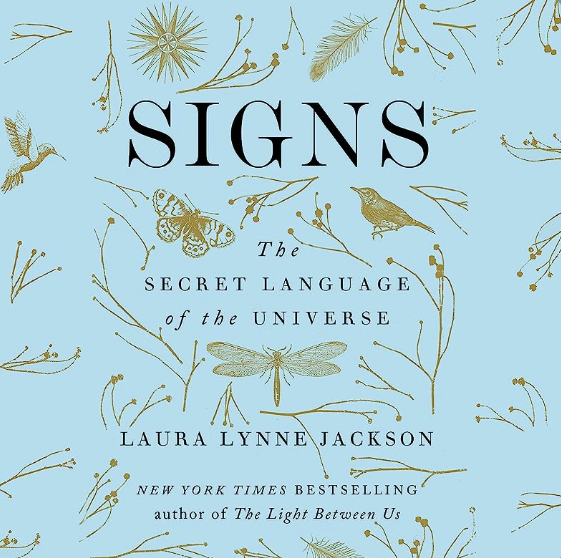 SIGNS
The
SECRET LANGUAGE
of the UNIVERSE
LAURA LYNNE JACKSON
NEW YORK TIMES BESTSELLING
author of The Light Between Us